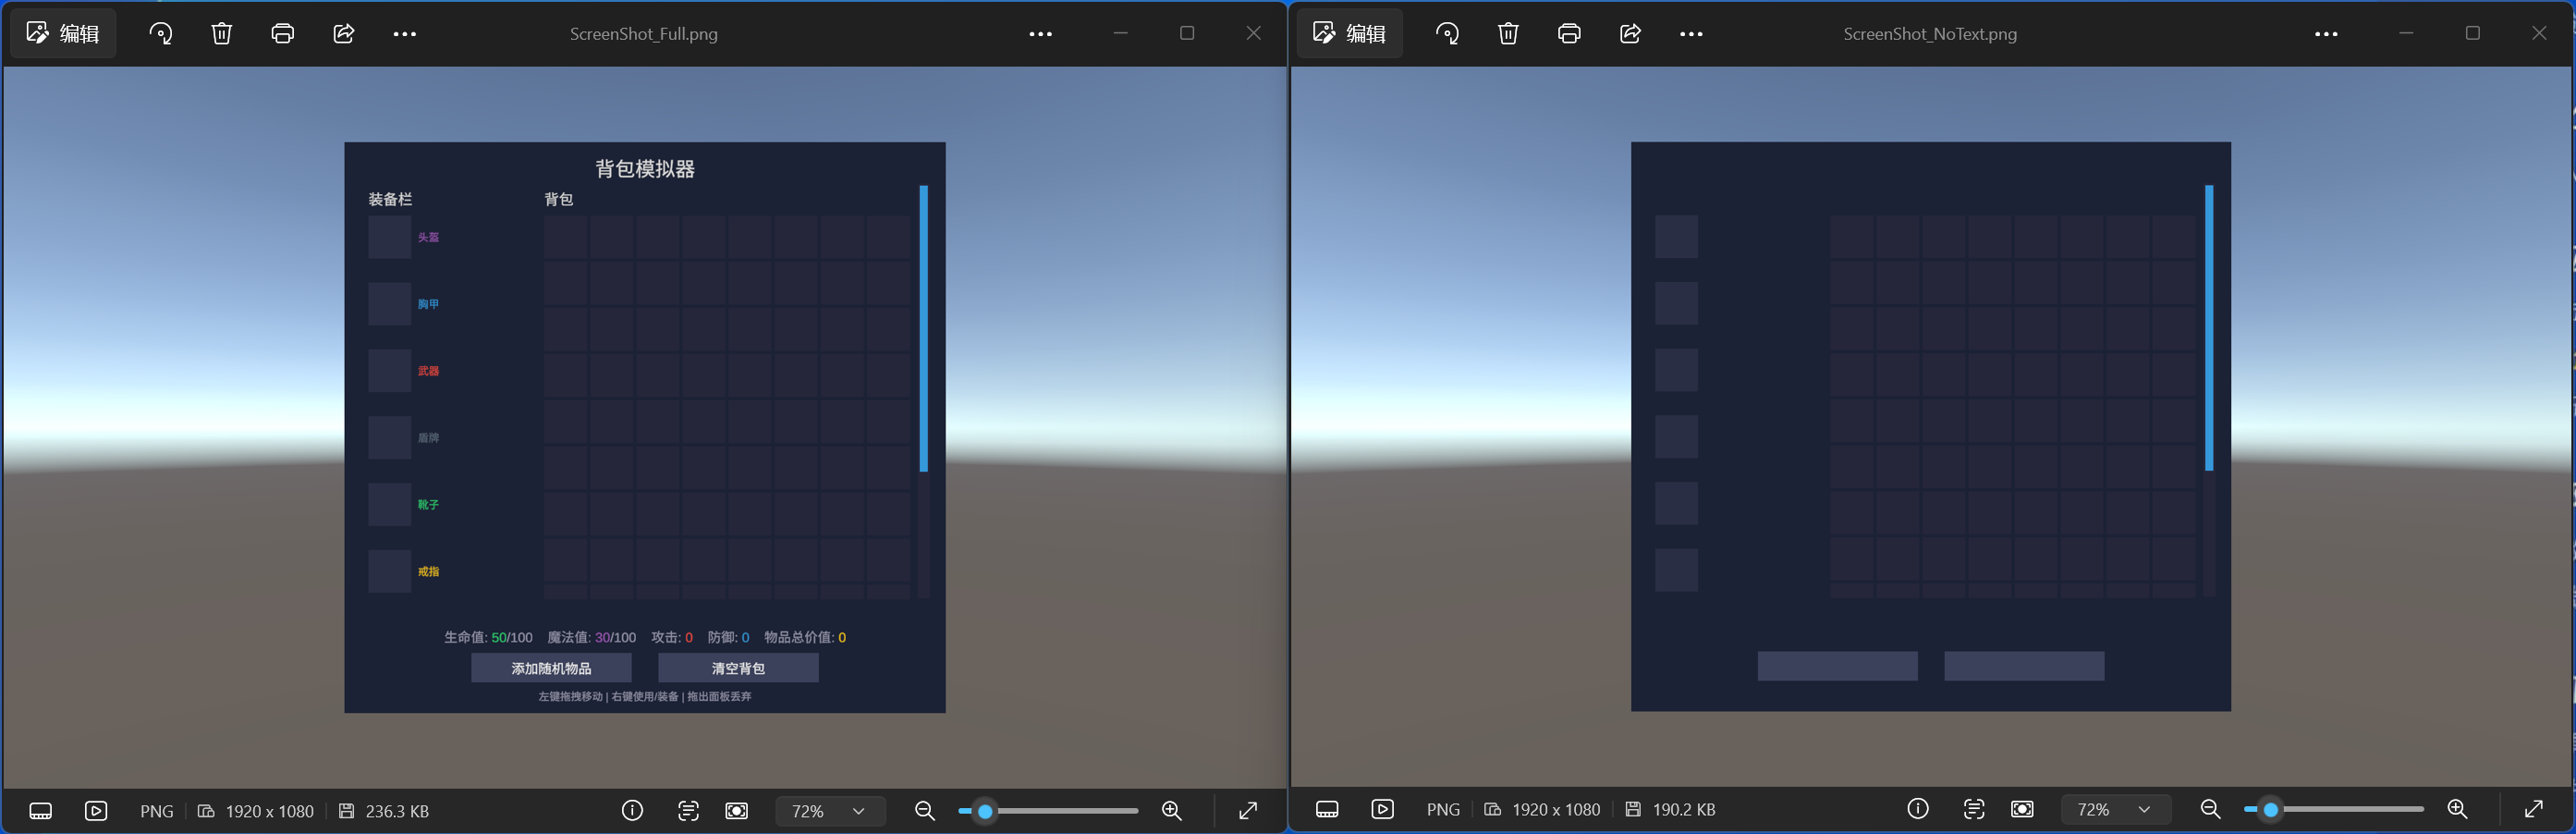 编辑
ScreenShot_Full.png
背包模拟器
装备栏
背包
头盔
胸甲
武器
盾牌
靴子
戒指
生命值: 50/100 魔法值: 30/100 攻击: 0 防御: 0 物品总价值: 0
添加随机物品
清空背包
左键拖拽移动 | 右键使用/装备 | 拖出面板丢弃
PNG 1920 x 1080 236.3 KB 72%
编辑
ScreenShot_NoText.png
PNG 1920 x 1080 190.2 KB 72%